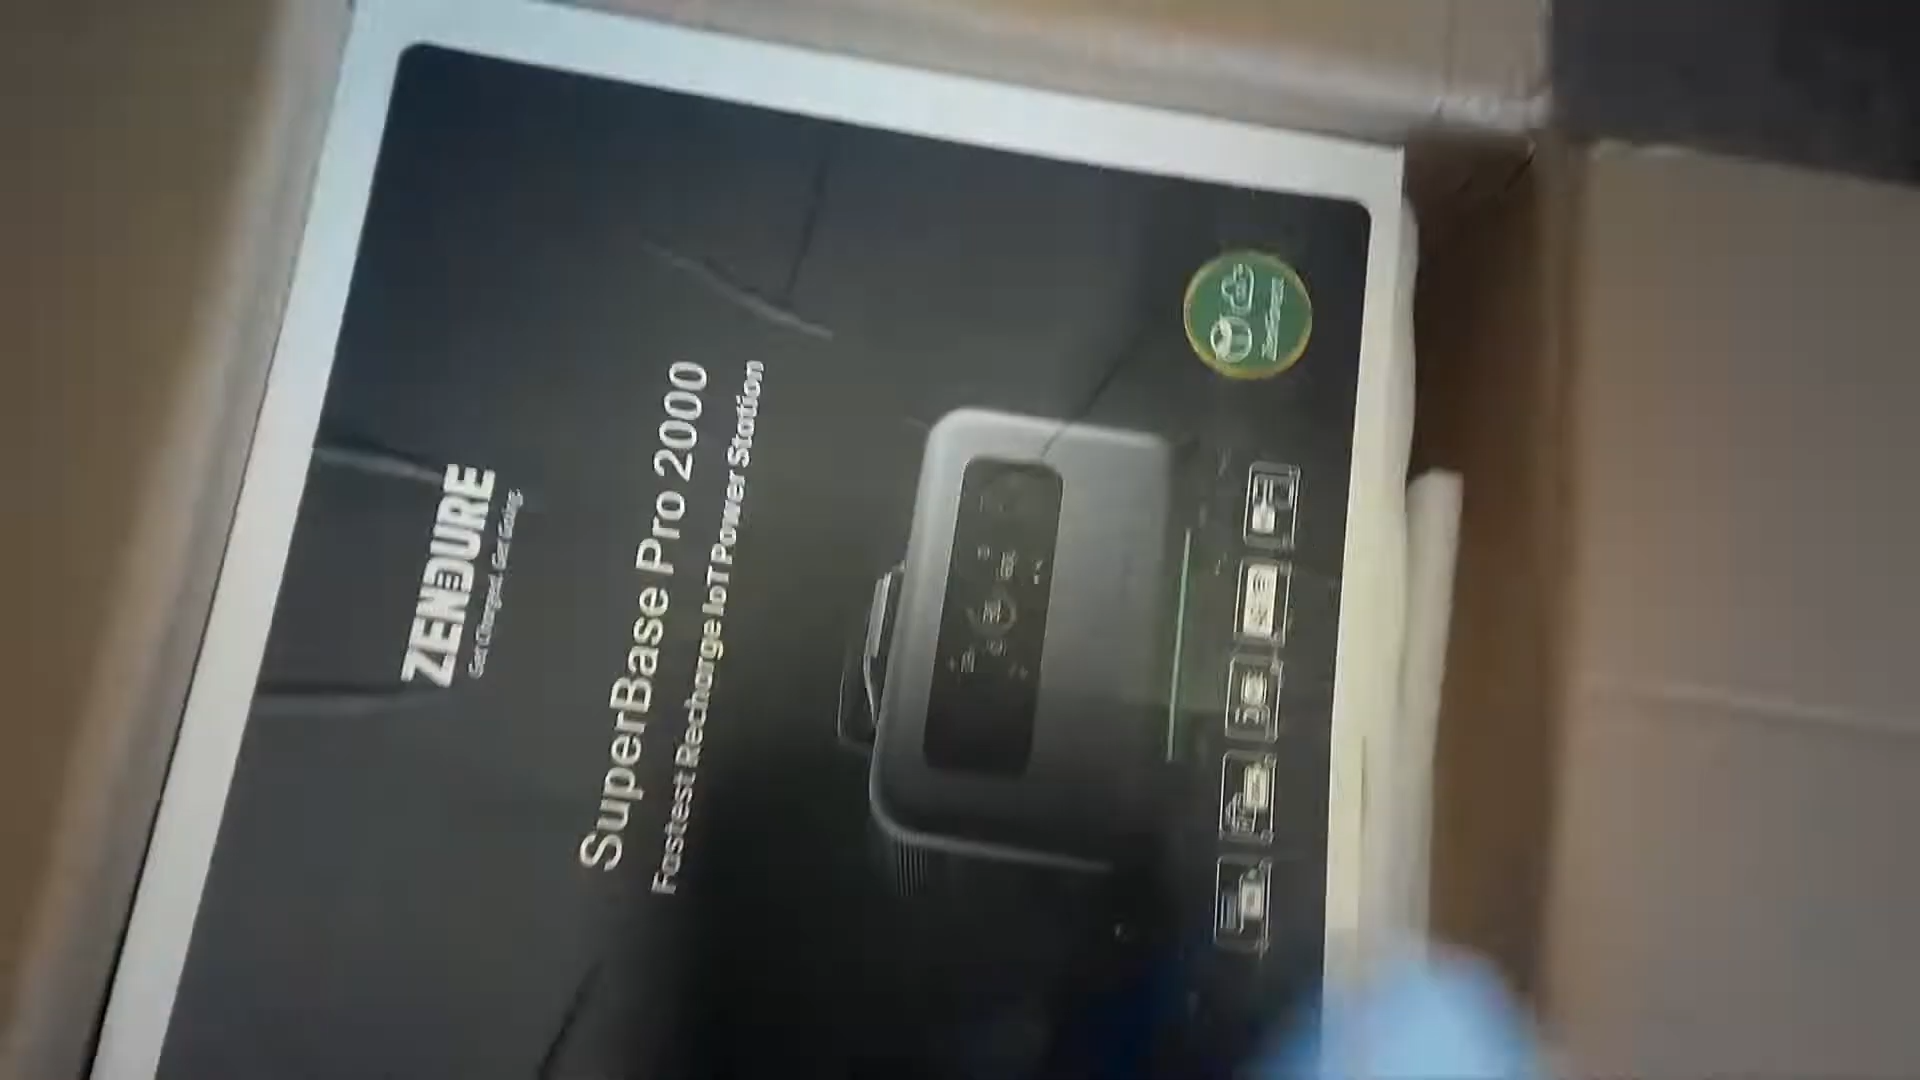 ZENDURE
Get Charged. Get Going.
SuperBase Pro 2000
Fastest Recharge IoT Power Station